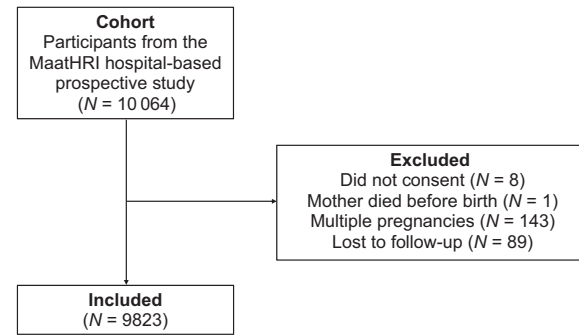 Cohort
Participants from the
MaatHRI hospital-based
prospective study
(N = 10 064)
Excluded
Did not consent (N = 8)
Mother died before birth (N = 1)
Multiple pregnancies (N = 143)
Lost to follow-up (N = 89)
Included
(N = 9823)